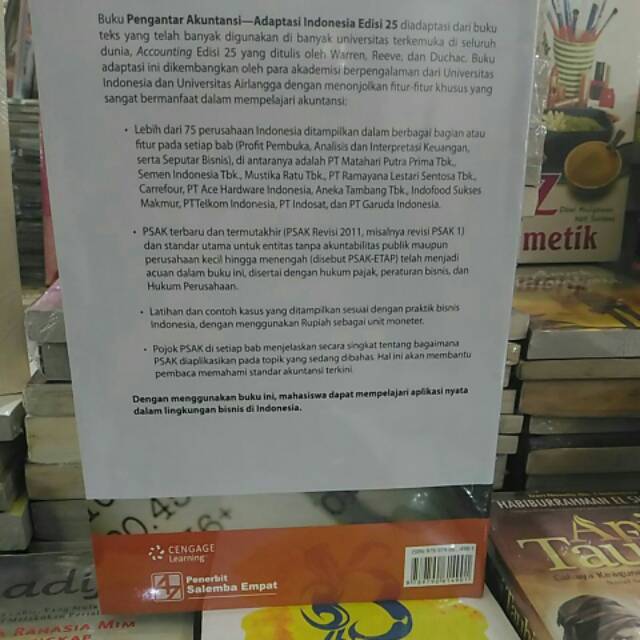 Buku Pengantar Akuntansi—Adaptasi Indonesia Edisi 25 diadaptasi dari buku
teks yang telah banyak digunakan di banyak universitas terkemuka di seluruh
dunia, Accounting Edisi 25 yang ditulis oleh Warren, Reeve, dan Duchac. Buku
adaptasi ini dikembangkan oleh para akademisi berpengalaman dari Universitas
Indonesia dan Universitas Airlangga dengan menonjolkan fitur-fitur khusus yang
sangat bermanfaat dalam mempelajari akuntansi:
• Lebih dari 75 perusahaan Indonesia ditampilkan dalam berbagai bagian atau
fitur pada setiap bab (Profit Pembuka, Analisis dan Interpretasi Keuangan,
serta Seputar Bisnis), di antaranya adalah PT Matahari Putra Prima Tbk.,
Semen Indonesia Tbk., Mustika Ratu Tbk., PT Ramayana Lestari Sentosa Tbk.,
Carrefour, PT Ace Hardware Indonesia, Aneka Tambang Tbk., Indofood Sukses
Makmur, PT Telkom Indonesia, PT Indosat, dan PT Garuda Indonesia.
• PSAK terbaru dan termutakhir (PSAK Revisi 2011, misalnya revisi PSAK 1)
dan standar utama untuk entitas tanpa akuntabilitas publik maupun
perusahaan kecil hingga menengah (disebut PSAK-ETAP) telah menjadi
acuan dalam buku ini, disertai dengan hukum pajak, peraturan bisnis, dan
Hukum Perusahaan.
• Latihan dan contoh kasus yang ditampilkan sesuai dengan praktik bisnis
Indonesia, dengan menggunakan Rupiah sebagai unit moneter.
• Pojok PSAK di setiap bab menjelaskan secara singkat tentang bagaimana
PSAK diaplikasikan pada topik yang sedang dibahas. Hal ini akan membantu
pembaca memahami standar akuntansi terkini.
Dengan menggunakan buku ini, mahasiswa dapat mempelajari aplikasi nyata
dalam lingkungan bisnis di Indonesia.
CENGAGE
Learning
Penerbit
Salemba Empat
metik
HABIBURRAHMAN EL S
RAHASIA MIM